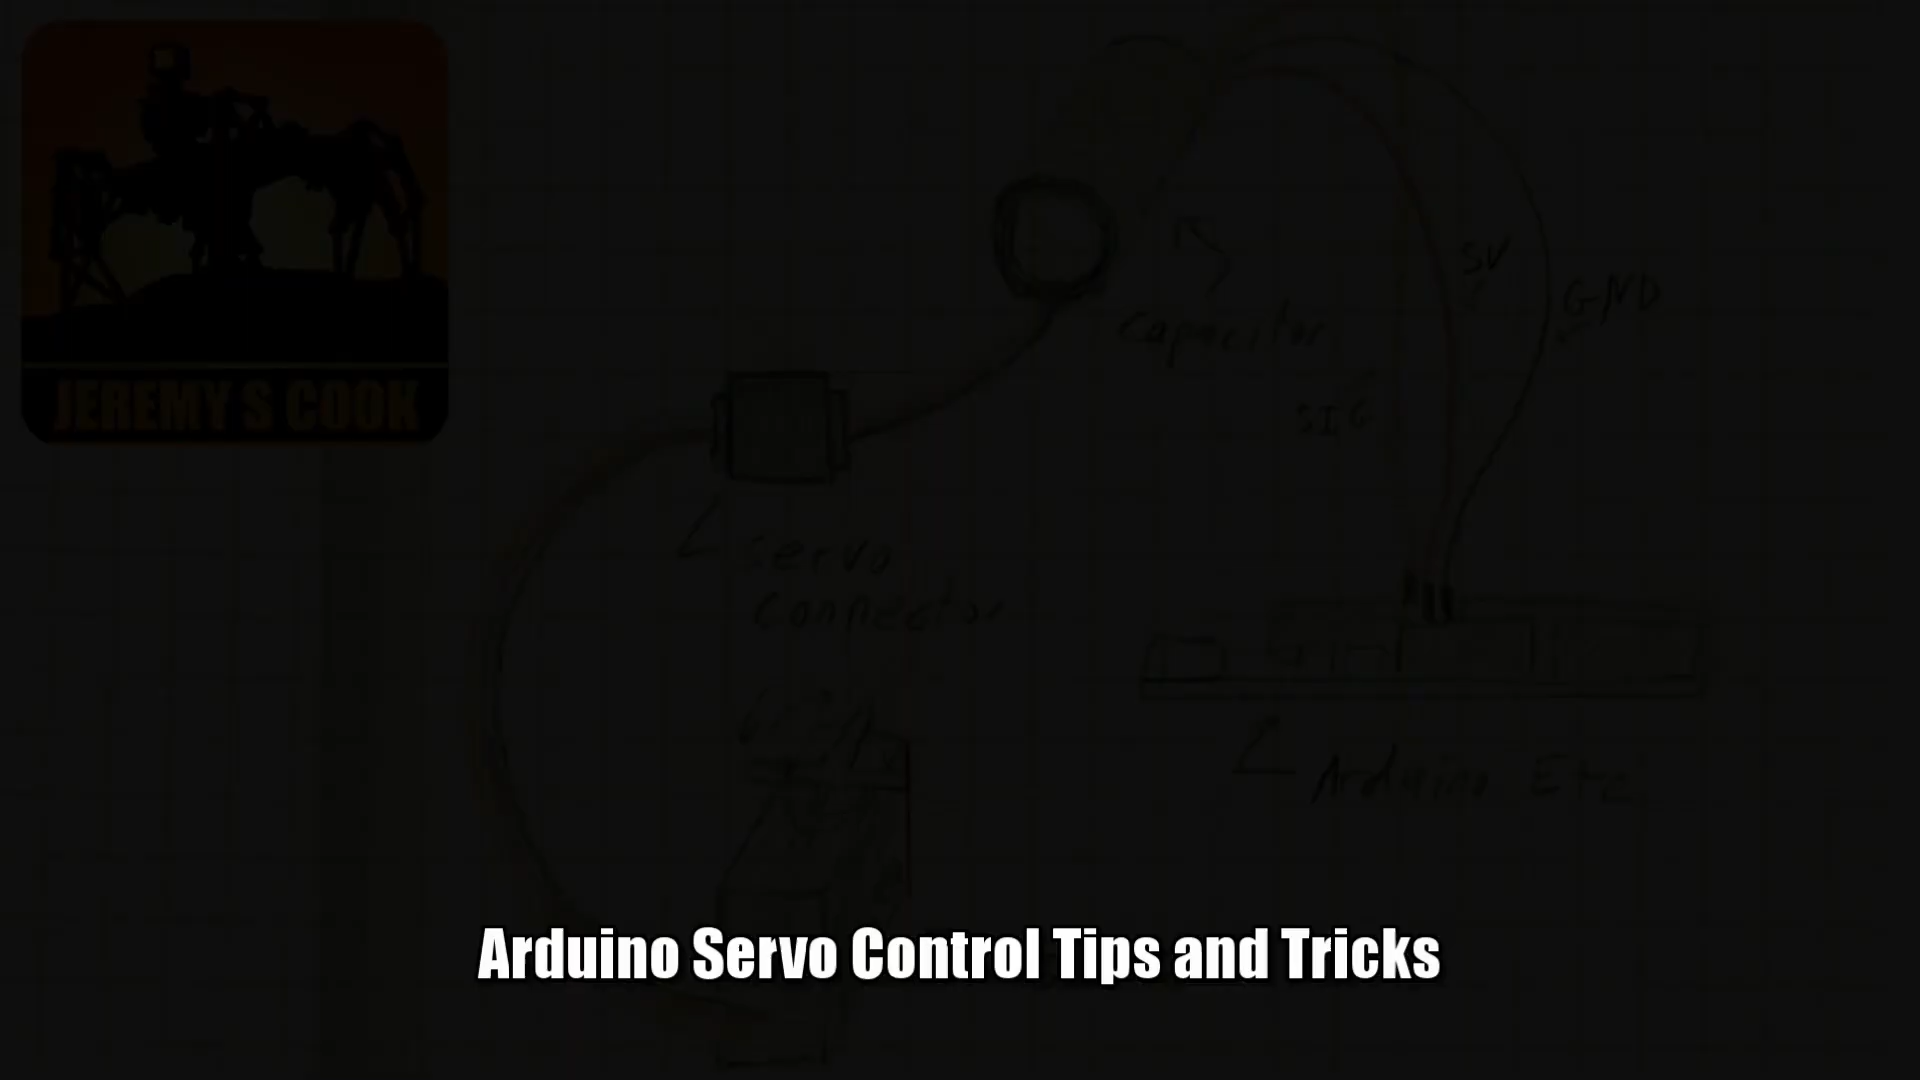 JEREMY S COOK
5V
GND
Capacitor
SIG
Servo
Connector
Arduino Etc
Arduino Servo Control Tips and Tricks